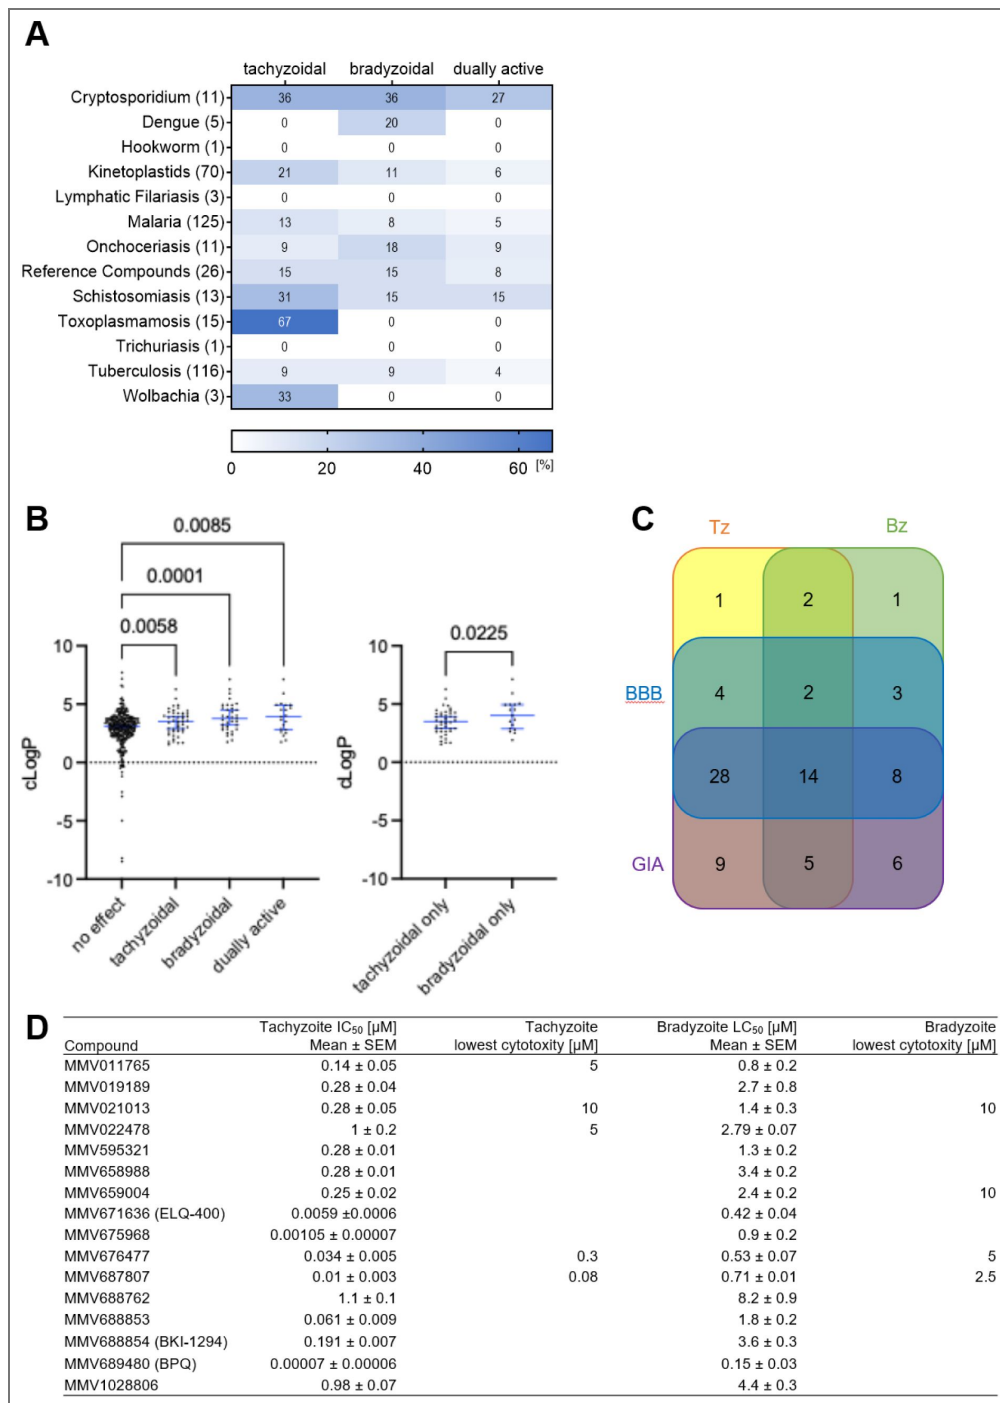 A
tachyzoidal bradyzoidal dually active
Cryptosporidium (11) 36 36 27
Dengue (5) 0 20 0
Hookworm (1) 0 0 0
Kinetoplastids (70) 21 11 6
Lymphatic Filariasis (3) 0 0 0
Malaria (125) 13 8 5
Onchoceriasis (11) 9 18 9
Reference Compounds (26) 15 15 8
Schistosomiasis (13) 31 15 15
Toxoplasmamosis (15) 67 0 0
Trichuriasis (1) 0 0 0
Tuberculosis (116) 9 9 4
Wolbachia (3) 33 0 0
0 20 40 60 [%]
B
0.0085
0.0001
0.0058
10
5
0
-5
-10
cLogP
no effect
tachyzoidal
bradyzoidal
dually active
0.0225
10
5
0
-5
-10
cLogP
tachyzoidal only
bradyzoidal only
C
Tz Bz
1 2 1
BBB 4 2 3
28 14 8
GIA 9 5 6
D
Tachyzoite IC50 [µM] Tachyzoite Bradyzoite LC50 [µM] Bradyzoite
Compound Mean ± SEM lowest cytotoxity [µM] Mean ± SEM lowest cytotoxity [µM]
MMV011765 0.14 ± 0.05 5 0.8 ± 0.2
MMV019189 0.28 ± 0.04 2.7 ± 0.8
MMV021013 0.28 ± 0.05 10 1.4 ± 0.3 10
MMV022478 1 ± 0.2 5 2.79 ± 0.07
MMV595321 0.28 ± 0.01 1.3 ± 0.2
MMV658988 0.28 ± 0.01 3.4 ± 0.2
MMV659004 0.25 ± 0.02 2.4 ± 0.2 10
MMV671636 (ELQ-400) 0.0059 ±0.0006 0.42 ± 0.04
MMV675968 0.00105 ± 0.00007 0.9 ± 0.2
MMV676477 0.034 ± 0.005 0.3 0.53 ± 0.07 5
MMV687807 0.01 ± 0.003 0.08 0.71 ± 0.01 2.5
MMV688762 1.1 ± 0.1 8.2 ± 0.9
MMV688853 0.061 ± 0.009 1.8 ± 0.2
MMV688854 (BKI-1294) 0.191 ± 0.007 3.6 ± 0.3
MMV689480 (BPQ) 0.00007 ± 0.00006 0.15 ± 0.03
MMV1028806 0.98 ± 0.07 4.4 ± 0.3